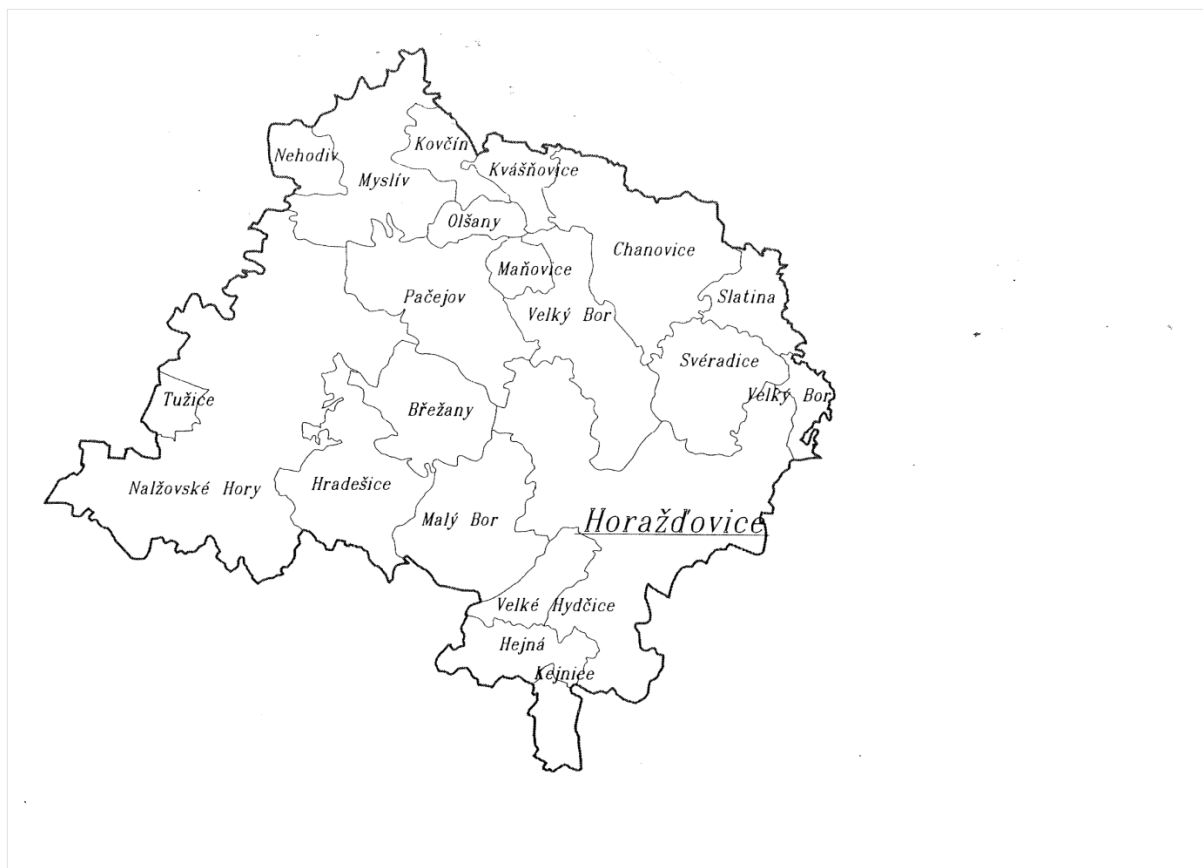 Kovčín
Nehodiv
Kvášňovice
Myslív
Olšany
Chanovice
Maňovice
Pačejov
Slatina
Velký Bor
Svéradice
Tužice
Velký Bor
Břežany
Hradešice
Nalžovské Hory
Malý Bor
Horažďovice
Velké Hydčice
Hejná
Kejnice